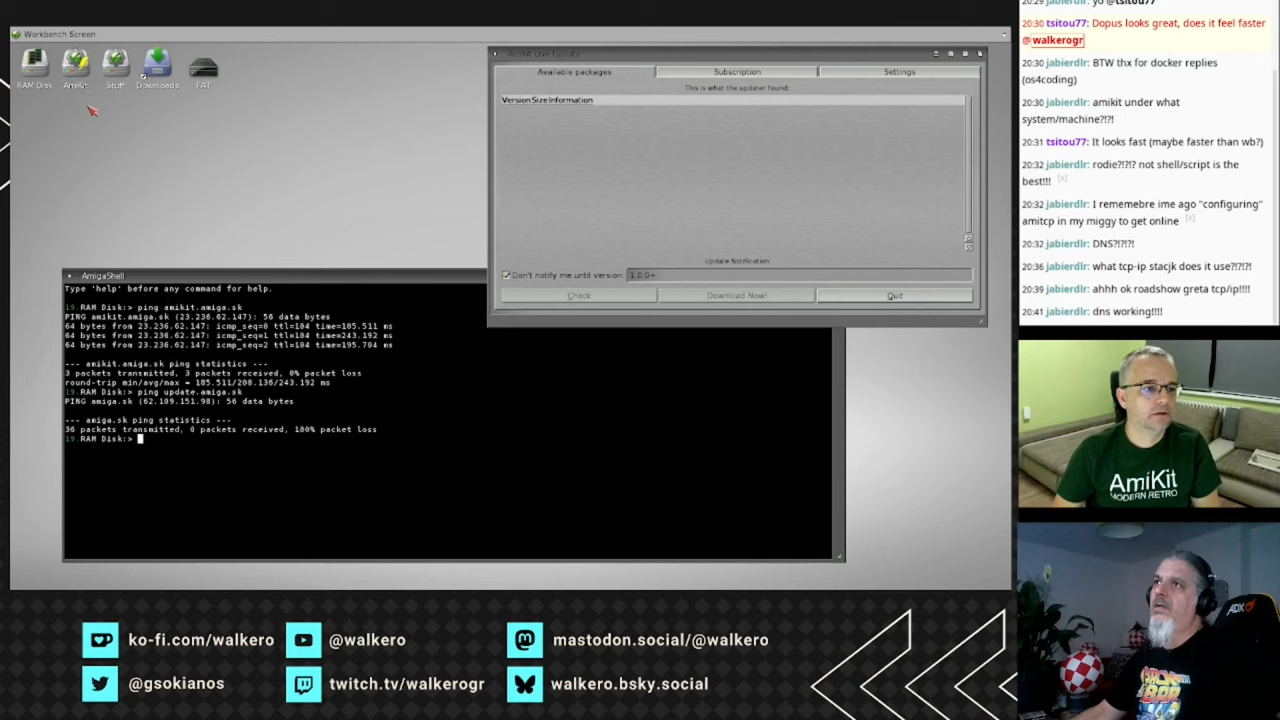 Workbench Screen
RAM Disk
AmiKit
Stuff
Downloads
FAT
AmiKit Live Update
Available packages
Subscription
Settings
This is what the updater found:
Version Size Information
Update Notification
Don't notify me until version:
1.0.0+
Check
Download Now!
Quit
AmigaShell
Type 'help' before any command for help.
19.RAM Disk:> ping amikit.amiga.sk
PING amikit.amiga.sk (23.236.62.147): 56 data bytes
64 bytes from 23.236.62.147: icmp_seq=0 ttl=104 time=185.511 ms
64 bytes from 23.236.62.147: icmp_seq=1 ttl=104 time=243.192 ms
64 bytes from 23.236.62.147: icmp_seq=2 ttl=104 time=195.704 ms
--- amikit.amiga.sk ping statistics ---
3 packets transmitted, 3 packets received, 0% packet loss
round-trip min/avg/max = 185.511/208.136/243.192 ms
19.RAM Disk:> ping update.amiga.sk
PING amiga.sk (62.109.151.98): 56 data bytes
--- amiga.sk ping statistics ---
36 packets transmitted, 0 packets received, 100% packet loss
19.RAM Disk:>
20:29 jabierdlr: yo @tsitou77
20:30 tsitou77: Dopus looks great, does it feel faster
@walkerogr
20:30 jabierdlr: BTW thx for docker replies
(os4coding)
20:30 jabierdlr: amikit under what
system/machine?!?!
20:31 tsitou77: It looks fast (maybe faster than wb?)
20:32 jabierdlr: rodie?!?!? not shell/script is the
best!!!
20:32 jabierdlr: I rememebre ime ago "configuring"
amitcp in my miggy to get online
20:32 jabierdlr: DNS?!?!?!
20:36 jabierdlr: what tcp-ip stacjk does it use?!?!?!
20:39 jabierdlr: ahhh ok roadshow greta tcp/ip!!!!
20:41 jabierdlr: dns working!!!!
AmiKit
MODERN RETRO
ADX
ko-fi.com/walkero
@walkero
mastodon.social/@walkero
@gsokianos
twitch.tv/walkerogr
walkero.bsky.social